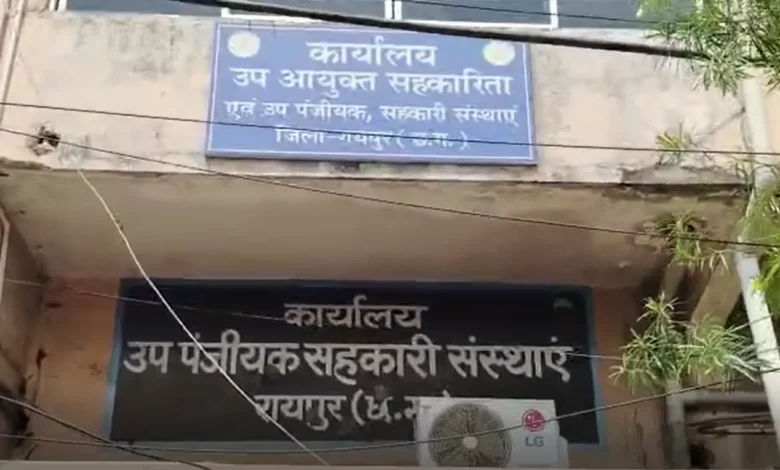 कार्यालय
उप आयुक्त सहकारिता
एवं उप पंजीयक, सहकारी संस्थाएं
जिला-रायपुर (छ.ग.)
कार्यालय
उप पंजीयक सहकारी संस्थाएं
रायपुर (छ.ग.)
LG